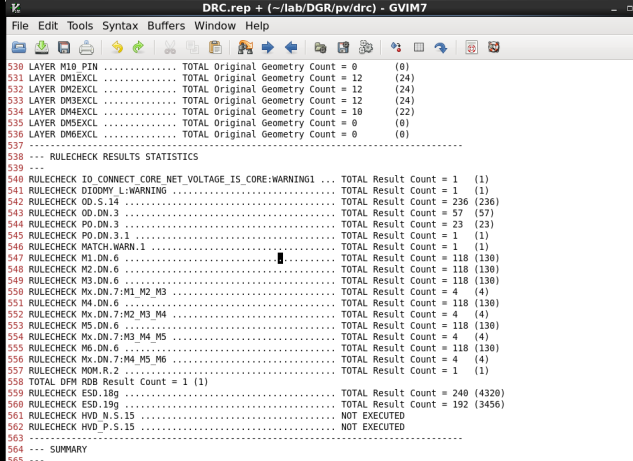 DRC.rep + (~/lab/DGR/pv/drc) - GVIM7
File Edit Tools Syntax Buffers Window Help
530 LAYER M10_PIN .............. TOTAL Original Geometry Count = 0 (0)
531 LAYER DM1EXCL .............. TOTAL Original Geometry Count = 12 (24)
532 LAYER DM2EXCL .............. TOTAL Original Geometry Count = 12 (24)
533 LAYER DM3EXCL .............. TOTAL Original Geometry Count = 12 (24)
534 LAYER DM4EXCL .............. TOTAL Original Geometry Count = 10 (22)
535 LAYER DM5EXCL .............. TOTAL Original Geometry Count = 0 (0)
536 LAYER DM6EXCL .............. TOTAL Original Geometry Count = 0 (0)
537 ----------------------------------------------------------------------------------
538 --- RULECHECK RESULTS STATISTICS
539 ---
540 RULECHECK IO_CONNECT_CORE_NET_VOLTAGE_IS_CORE:WARNING1 ... TOTAL Result Count = 1 (1)
541 RULECHECK DIODMY_L:WARNING ............................... TOTAL Result Count = 1 (1)
542 RULECHECK OD.S.14 ........................................ TOTAL Result Count = 236 (236)
543 RULECHECK OD.DN.3 ........................................ TOTAL Result Count = 57 (57)
544 RULECHECK PO.DN.3 ........................................ TOTAL Result Count = 23 (23)
545 RULECHECK PO.DN.3.1 ...................................... TOTAL Result Count = 1 (1)
546 RULECHECK MATCH.WARN.1 ................................... TOTAL Result Count = 1 (1)
547 RULECHECK M1.DN.6 ........................................ TOTAL Result Count = 118 (130)
548 RULECHECK M2.DN.6 ........................................ TOTAL Result Count = 118 (130)
549 RULECHECK M3.DN.6 ........................................ TOTAL Result Count = 118 (130)
550 RULECHECK Mx.DN.7:M1_M2_M3 ............................... TOTAL Result Count = 4 (4)
551 RULECHECK M4.DN.6 ........................................ TOTAL Result Count = 118 (130)
552 RULECHECK Mx.DN.7:M2_M3_M4 ............................... TOTAL Result Count = 4 (4)
553 RULECHECK M5.DN.6 ........................................ TOTAL Result Count = 118 (130)
554 RULECHECK Mx.DN.7:M3_M4_M5 ............................... TOTAL Result Count = 4 (4)
555 RULECHECK M6.DN.6 ........................................ TOTAL Result Count = 118 (130)
556 RULECHECK Mx.DN.7:M4_M5_M6 ............................... TOTAL Result Count = 4 (4)
557 RULECHECK MOM.R.2 ........................................ TOTAL Result Count = 1 (1)
558 TOTAL DFM RDB Result Count = 1 (1)
559 RULECHECK ESD.18g ........................................ TOTAL Result Count = 240 (4320)
560 RULECHECK ESD.19g ........................................ TOTAL Result Count = 192 (3456)
561 RULECHECK HVD_N.S.15 ..................................... NOT EXECUTED
562 RULECHECK HVD_P.S.15 ..................................... NOT EXECUTED
563 ----------------------------------------------------------------------------------
564 --- SUMMARY
565 ---